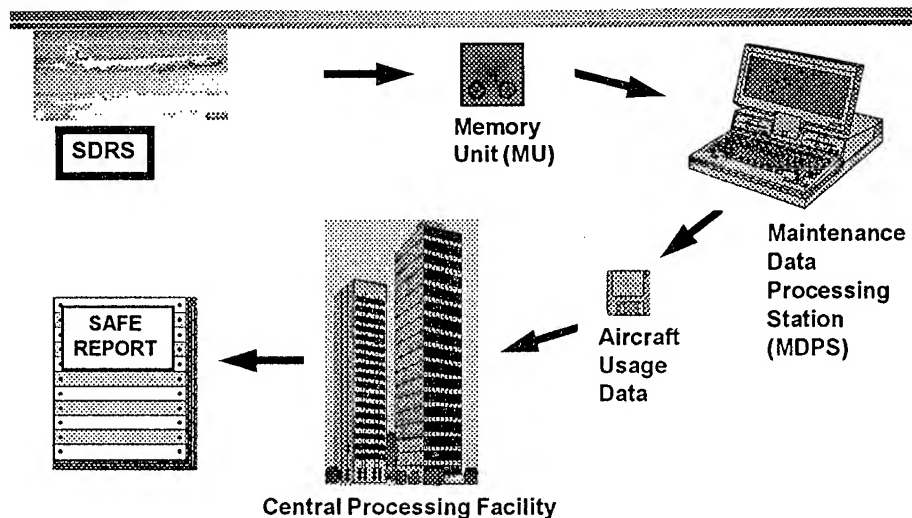 SDRS
Memory
Unit (MU)
Maintenance
Data
Processing
Station
(MDPS)
Aircraft
Usage
Data
Central Processing Facility
SAFE
REPORT